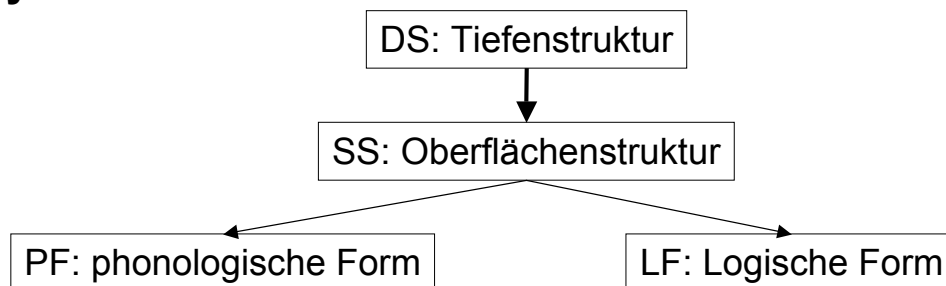 DS: Tiefenstruktur
SS: Oberflächenstruktur
PF: phonologische Form
LF: Logische Form